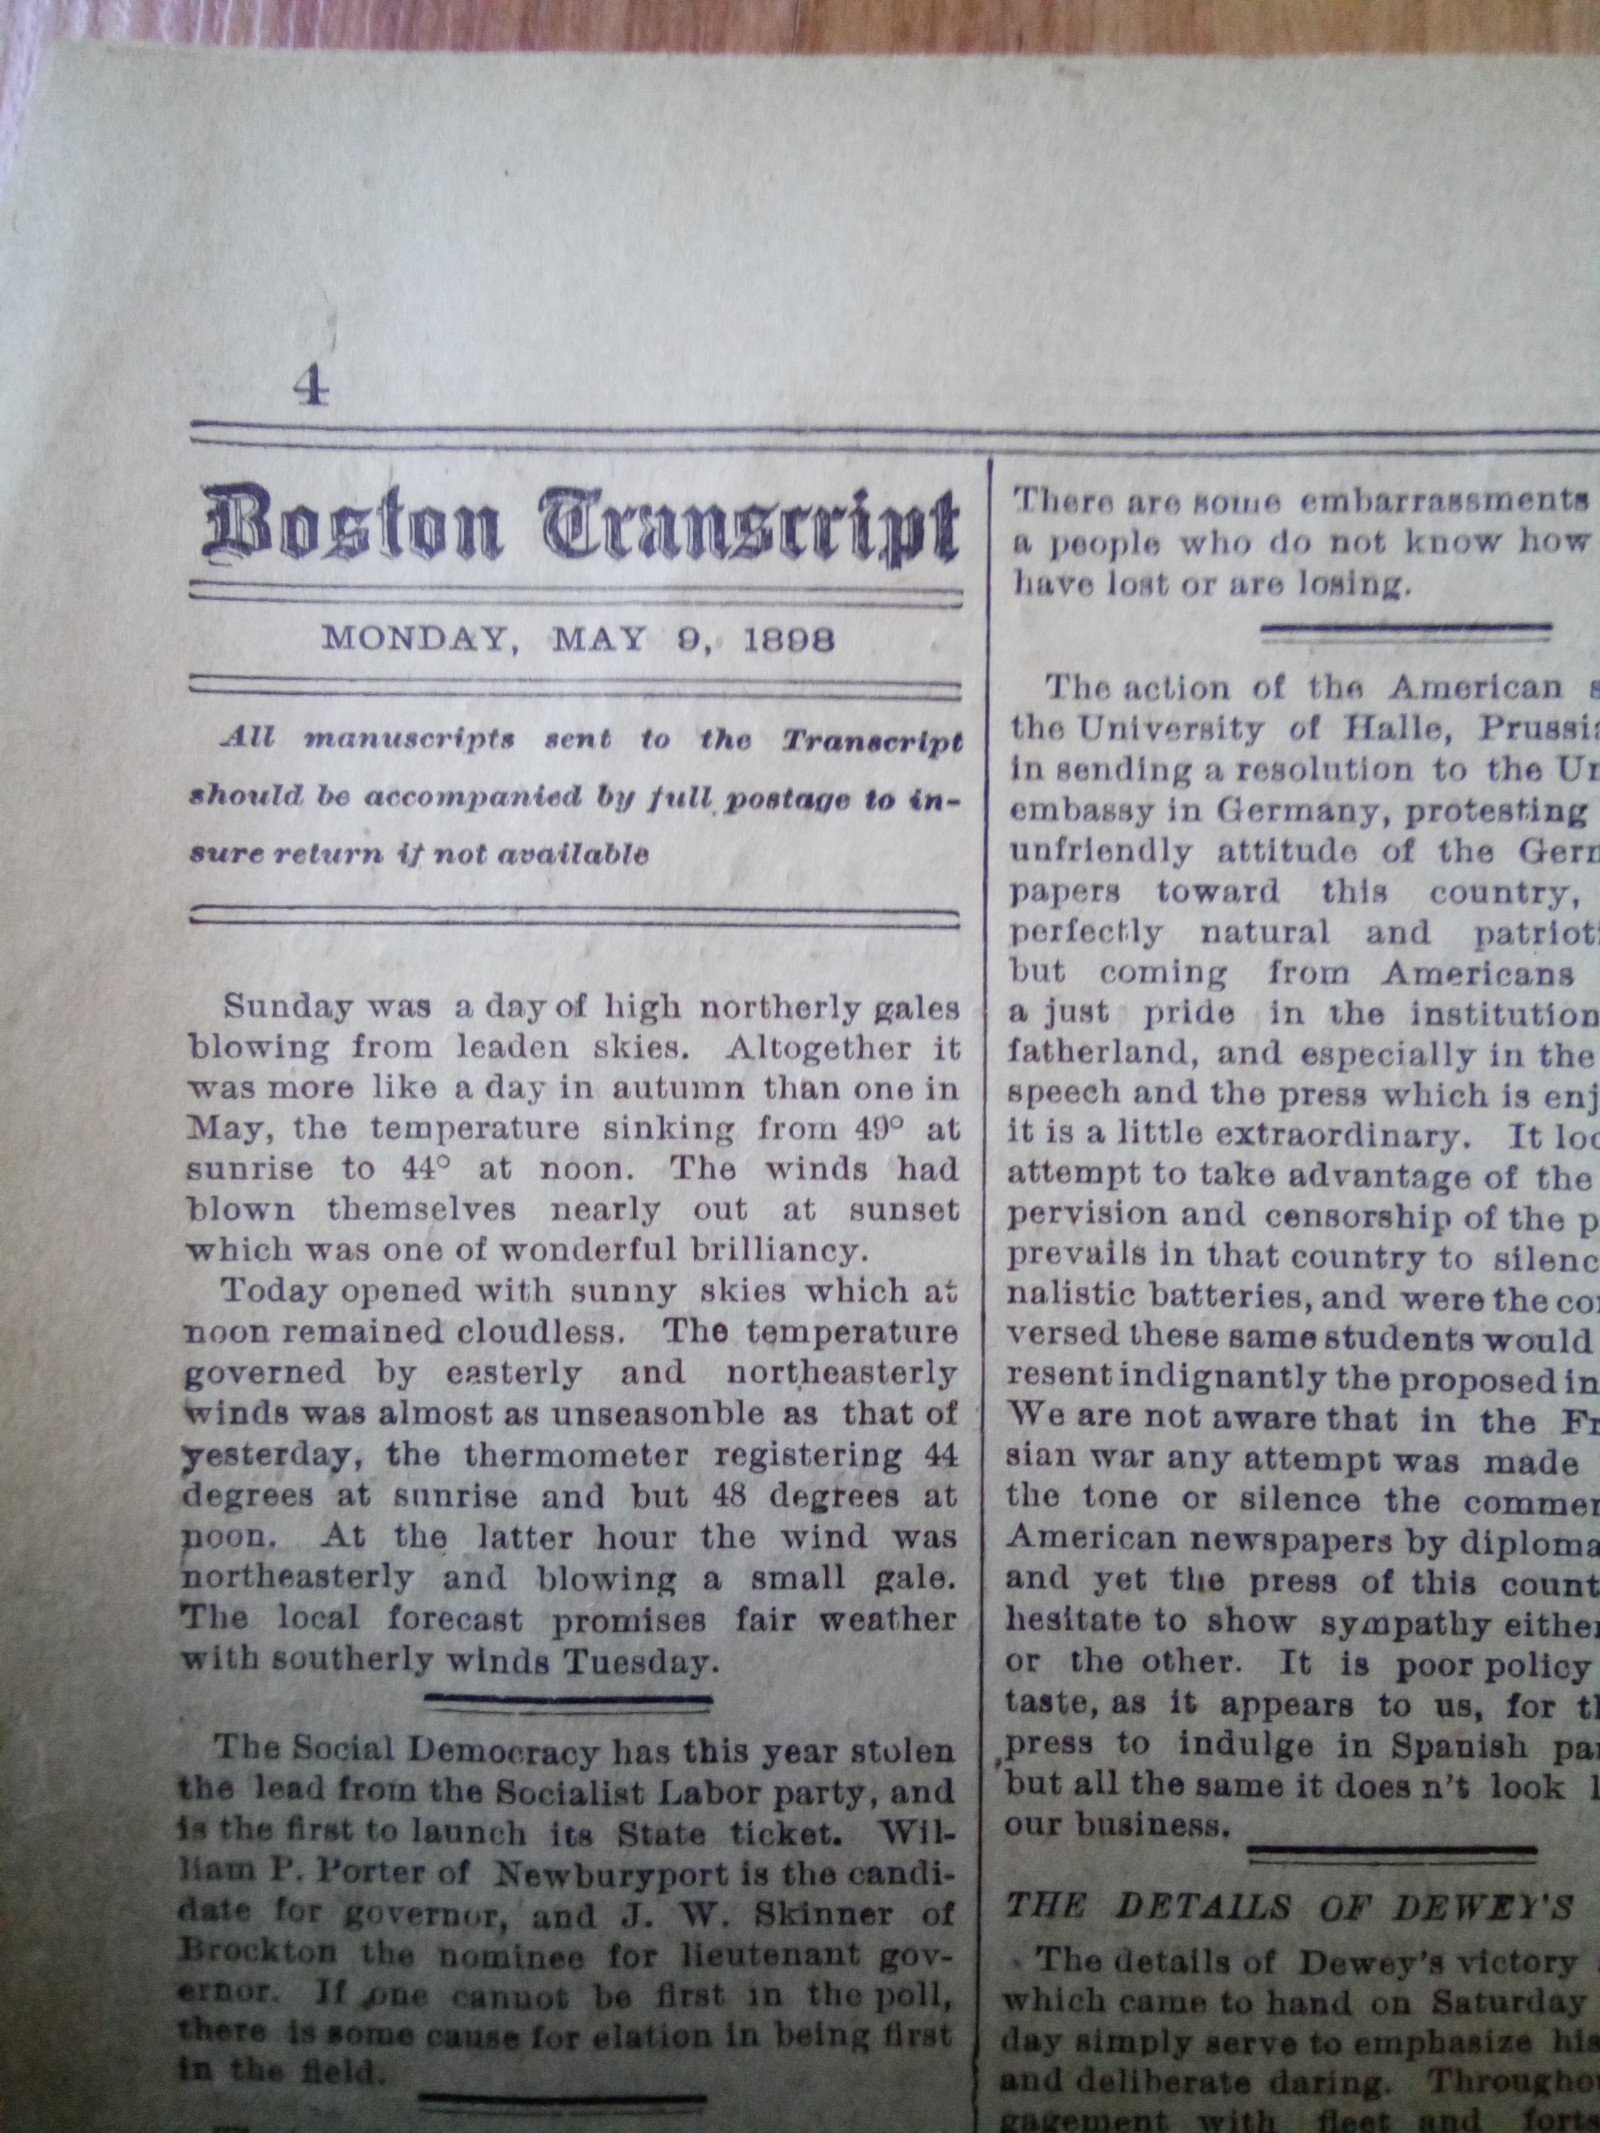 4
Boston Transcript
MONDAY, MAY 9, 1898
All manuscripts sent to the Transcript
should be accompanied by full postage to in-
sure return if not available
Sunday was a day of high northerly gales
blowing from leaden skies. Altogether it
was more like a day in autumn than one in
May, the temperature sinking from 49° at
sunrise to 44° at noon. The winds had
blown themselves nearly out at sunset
which was one of wonderful brilliancy.
Today opened with sunny skies which at
noon remained cloudless. The temperature
governed by easterly and northeasterly
winds was almost as unseasonble as that of
yesterday, the thermometer registering 44
degrees at sunrise and but 48 degrees at
noon. At the latter hour the wind was
northeasterly and blowing a small gale.
The local forecast promises fair weather
with southerly winds Tuesday.
The Social Democracy has this year stolen
the lead from the Socialist Labor party, and
is the first to launch its State ticket. Wil-
liam P. Porter of Newburyport is the candi-
date for governor, and J. W. Skinner of
Brockton the nominee for lieutenant gov-
ernor. If one cannot be first in the poll,
there is some cause for elation in being first
in the field.
There are some embarrassments
a people who do not know how
have lost or are losing.
The action of the American s
the University of Halle, Prussia
in sending a resolution to the Un
embassy in Germany, protesting
unfriendly attitude of the Germ
papers toward this country,
perfectly natural and patrioti
but coming from Americans
a just pride in the institution
fatherland, and especially in the
speech and the press which is enj
it is a little extraordinary. It loo
attempt to take advantage of the
pervision and censorship of the p
prevails in that country to silenc
nalistic batteries, and were the con
versed these same students would
resent indignantly the proposed in
We are not aware that in the Fr
sian war any attempt was made
the tone or silence the commen
American newspapers by diploma
and yet the press of this count
hesitate to show sympathy either
or the other. It is poor policy
taste, as it appears to us, for th
press to indulge in Spanish par
but all the same it does n't look l
our business.
THE DETAILS OF DEWEY'S
The details of Dewey's victory
which came to hand on Saturday
day simply serve to emphasize his
and deliberate daring. Througho
gagement with fleet and forts